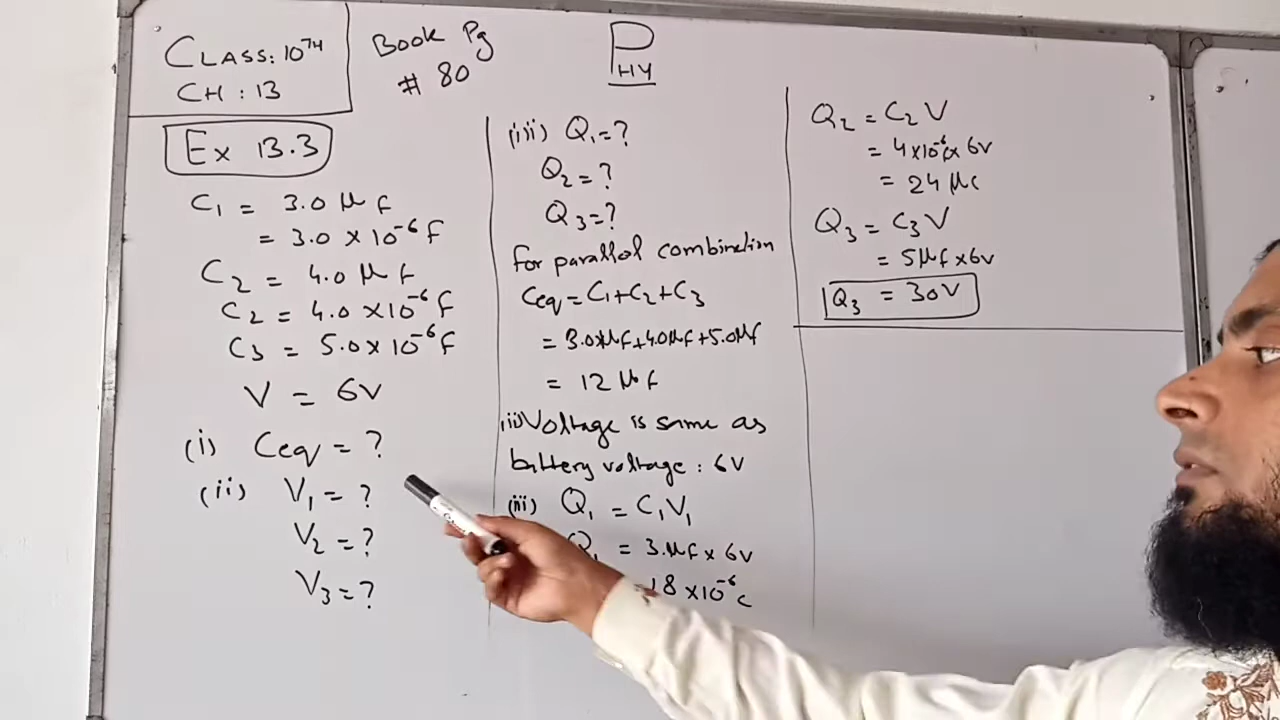 CLASS: 10TH
CH: 13
Book Pg
# 80
PHY
Ex 13.3
C1 = 3.0 μf
= 3.0 × 10⁻⁶ f
C2 = 4.0 μf
C2 = 4.0 × 10⁻⁶ f
C3 = 5.0 × 10⁻⁶ f
V = 6V
(i) Ceq = ?
(ii) V1 = ?
V2 = ?
V3 = ?
(iii) Q1 = ?
Q2 = ?
Q3 = ?
for parallel combination
Ceq = C1 + C2 + C3
= 3.0μf + 4.0μf + 5.0μf
= 12 μf
(ii) Voltage is same as
battery voltage : 6V
(iii) Q1 = C1V1
Q1 = 3.μf × 6V
18 × 10⁻⁶ C
Q2 = C2V
= 4×10⁻⁶ × 6V
= 24 μC
Q3 = C3V
= 5μf × 6V
Q3 = 30V